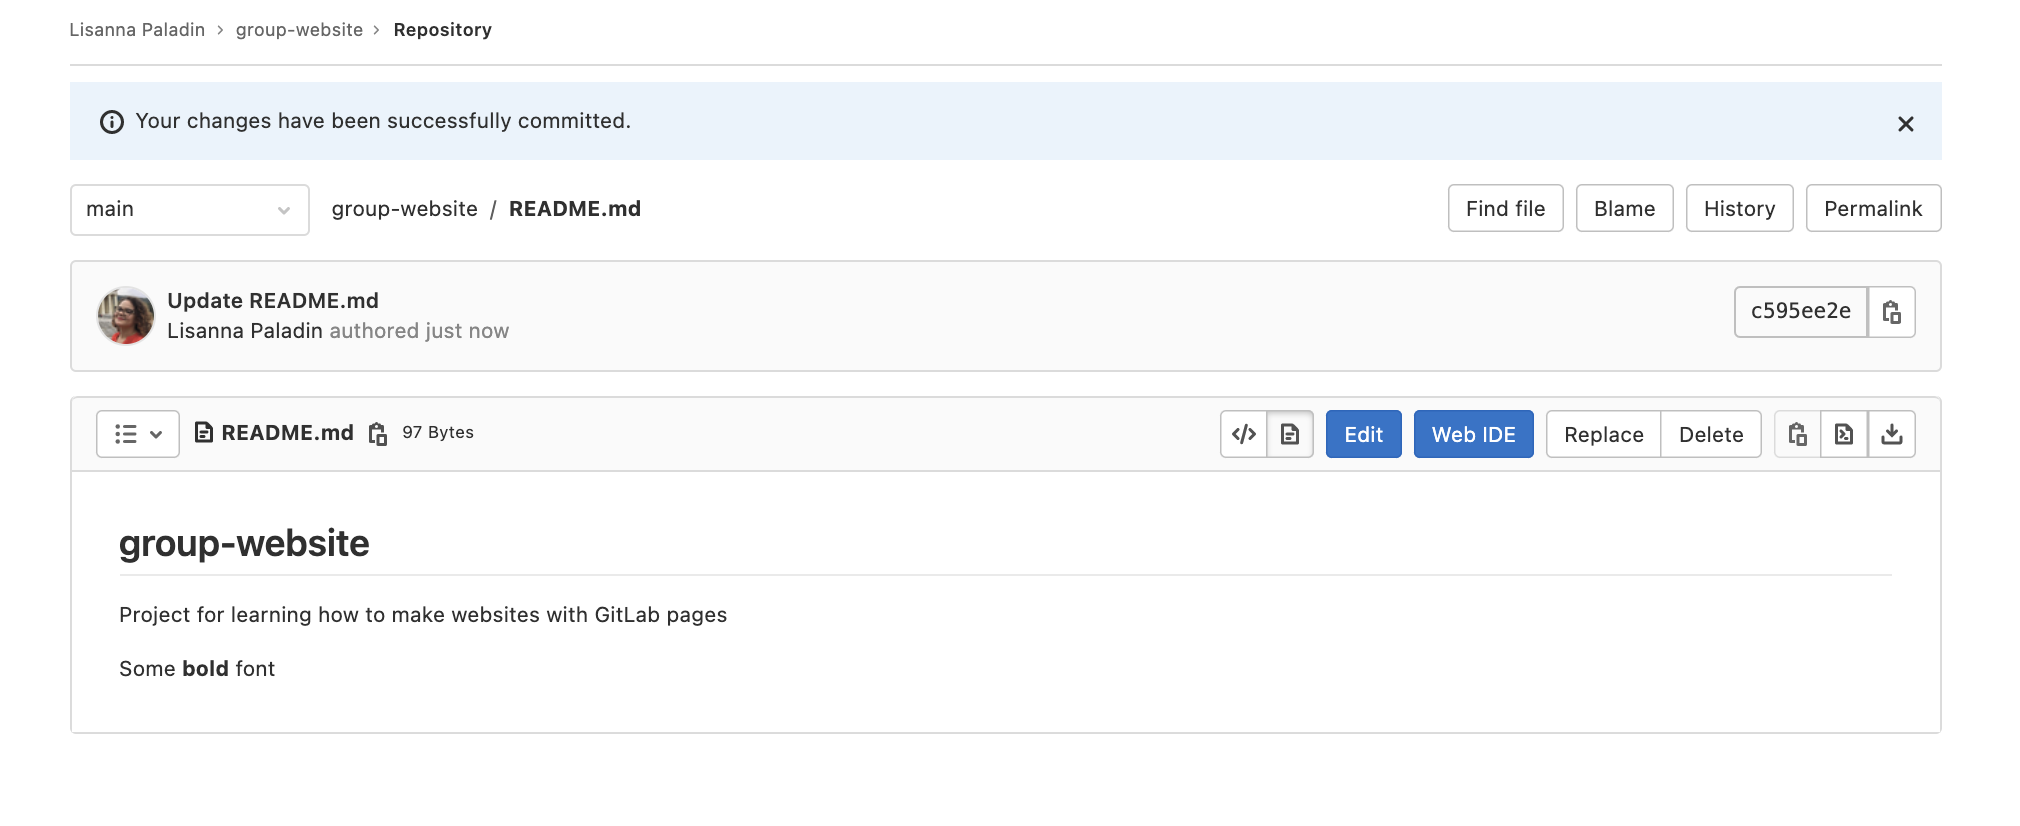 Lisanna Paladin > group-website > Repository
Your changes have been successfully committed.
main group-website / README.md Find file Blame History Permalink
Update README.md
Lisanna Paladin authored just now
c595ee2e
README.md 97 Bytes </> Edit Web IDE Replace Delete
group-website
Project for learning how to make websites with GitLab pages
Some bold font